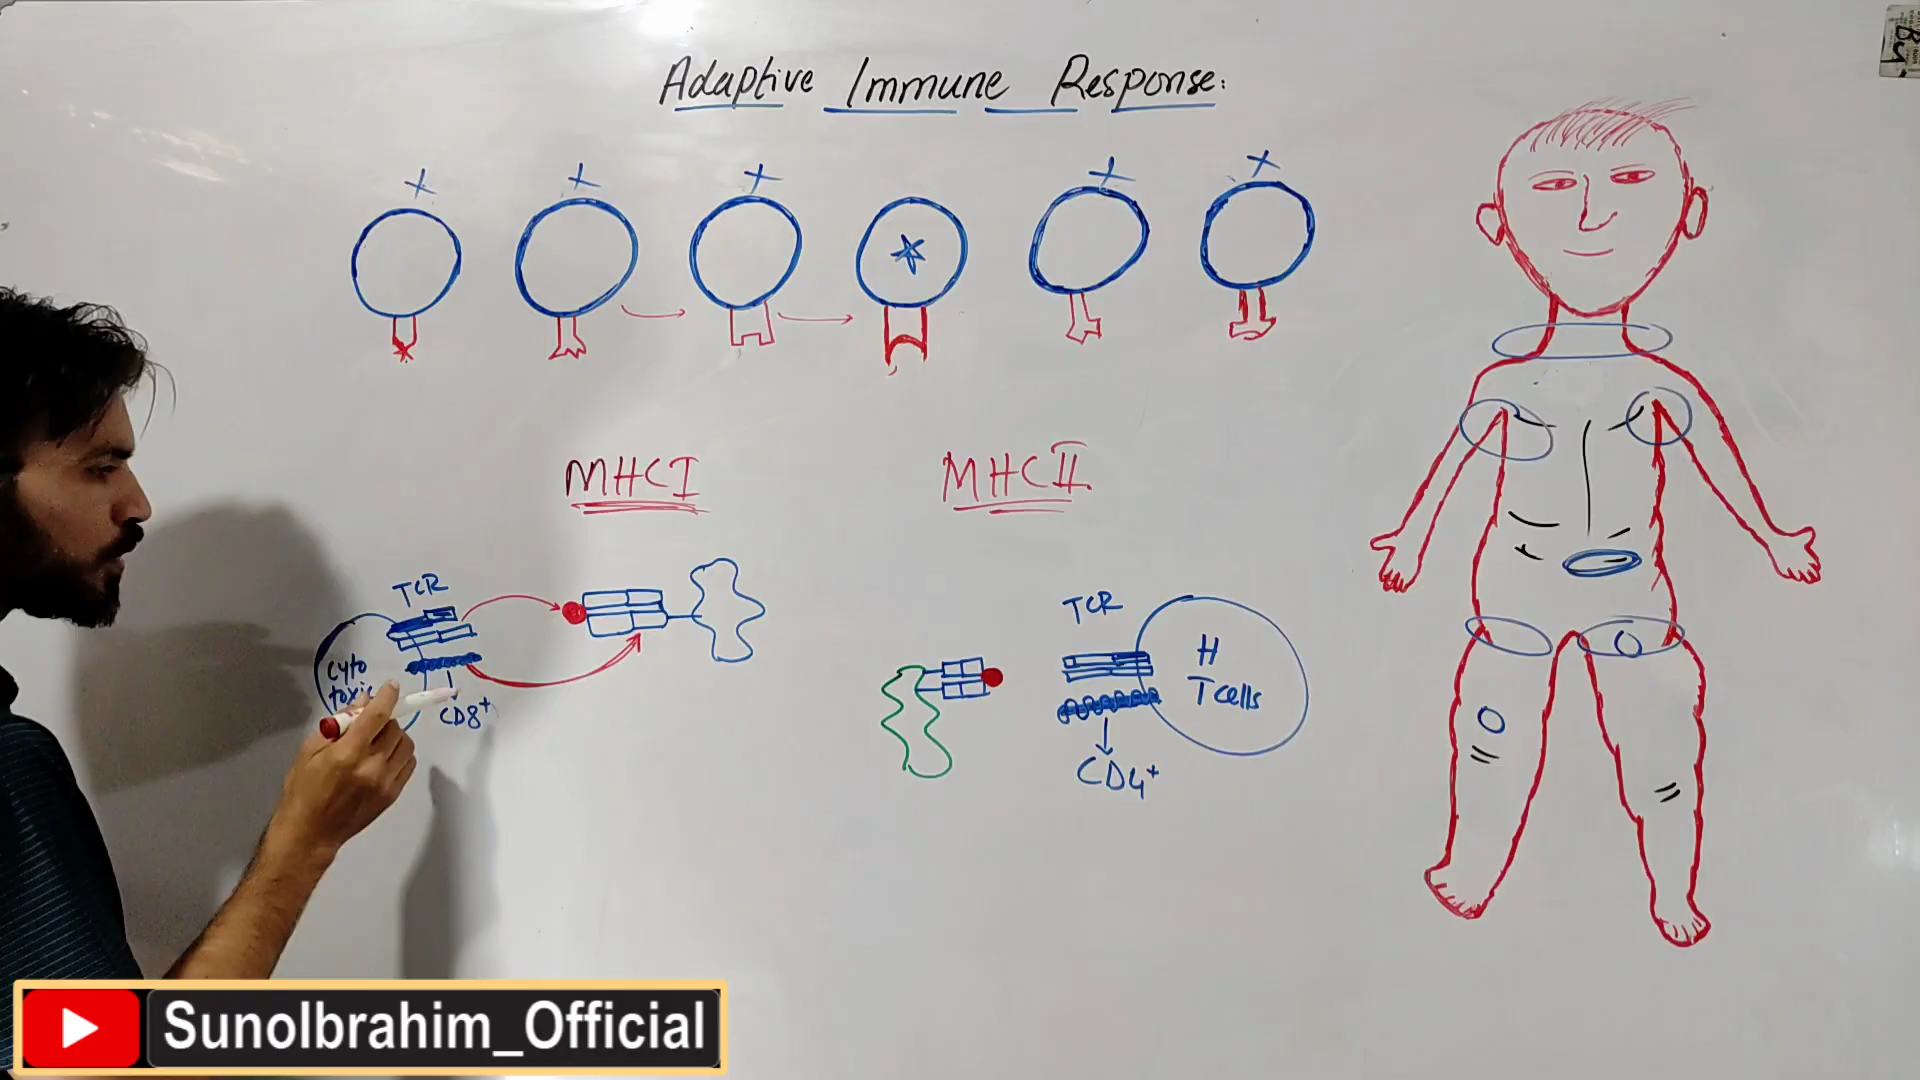 Adaptive Immune Response:
MHC I
MHC II.
TCR
Cyto
toxic
CD8+
TCR
H
T cells
CD4+
SunoIbrahim_Official